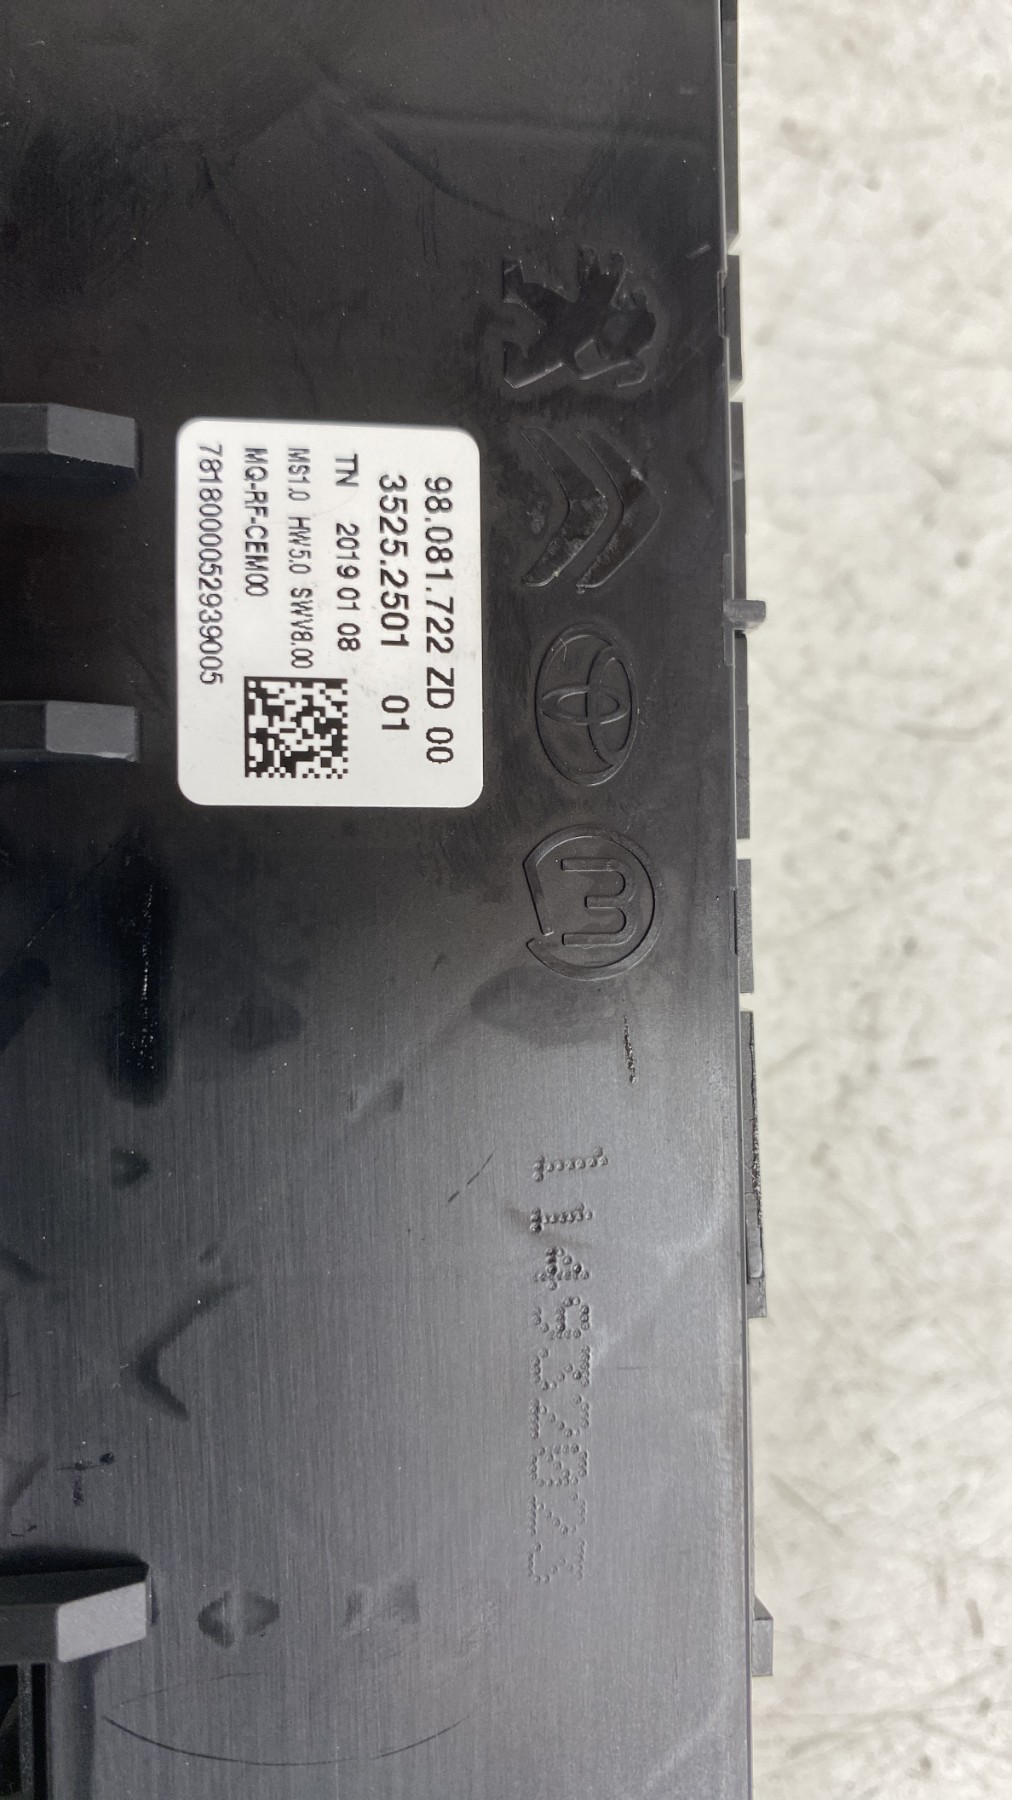 98.081.722 ZD 00
3525.2501 01
TN 2019 01 08
MS1.0 HW5.0 SWV8.00
MQ-RF-CEM00
7818000052939005